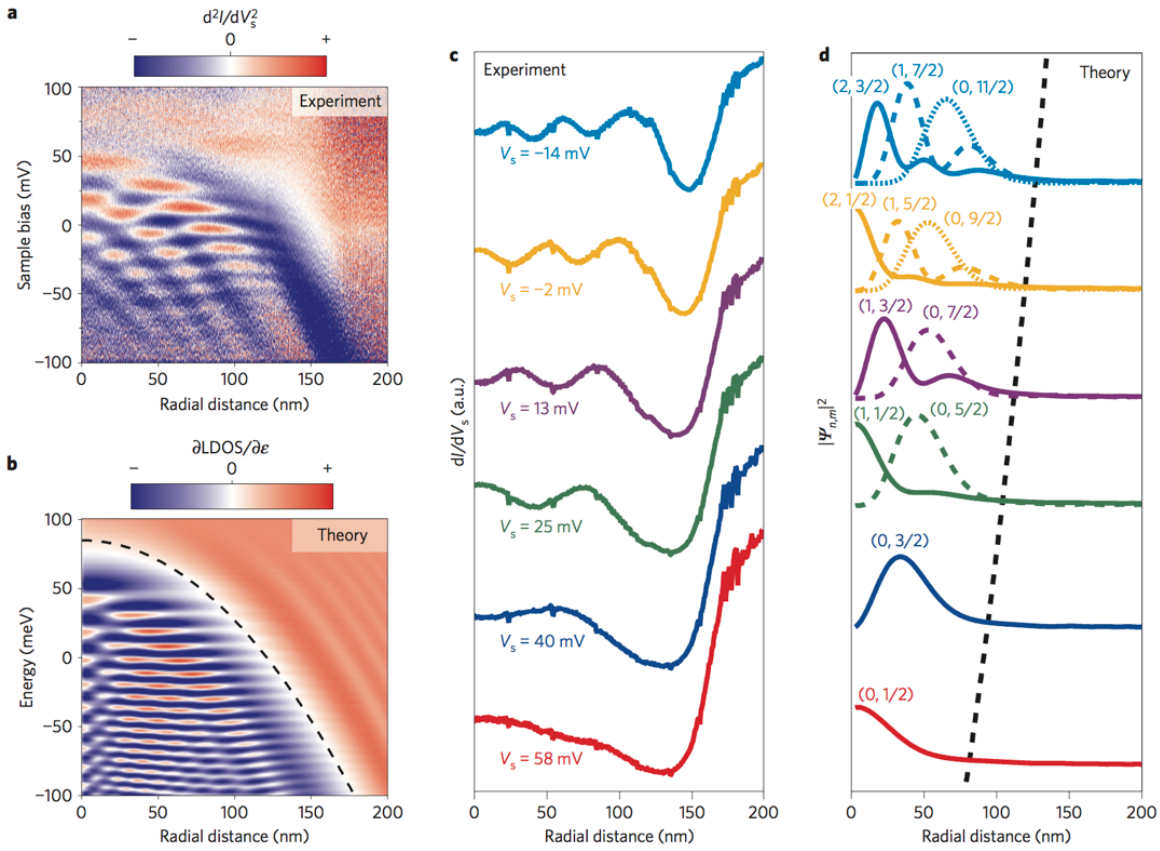 a
d²I/dVₛ²
− 0 +
Experiment
Sample bias (mV)
100
50
0
−50
−100
0 50 100 150 200
Radial distance (nm)
b
∂LDOS/∂ε
− 0 +
Theory
Energy (meV)
100
50
0
−50
−100
0 50 100 150 200
Radial distance (nm)
c
Experiment
dI/dVₛ (a.u.)
Vₛ = −14 mV
Vₛ = −2 mV
Vₛ = 13 mV
Vₛ = 25 mV
Vₛ = 40 mV
Vₛ = 58 mV
0 50 100 150 200
Radial distance (nm)
d
Theory
|Ψn,m|²
(2, 3/2) (1, 7/2) (0, 11/2)
(2, 1/2) (1, 5/2) (0, 9/2)
(1, 3/2) (0, 7/2)
(1, 1/2) (0, 5/2)
(0, 3/2)
(0, 1/2)
0 50 100 150 200
Radial distance (nm)